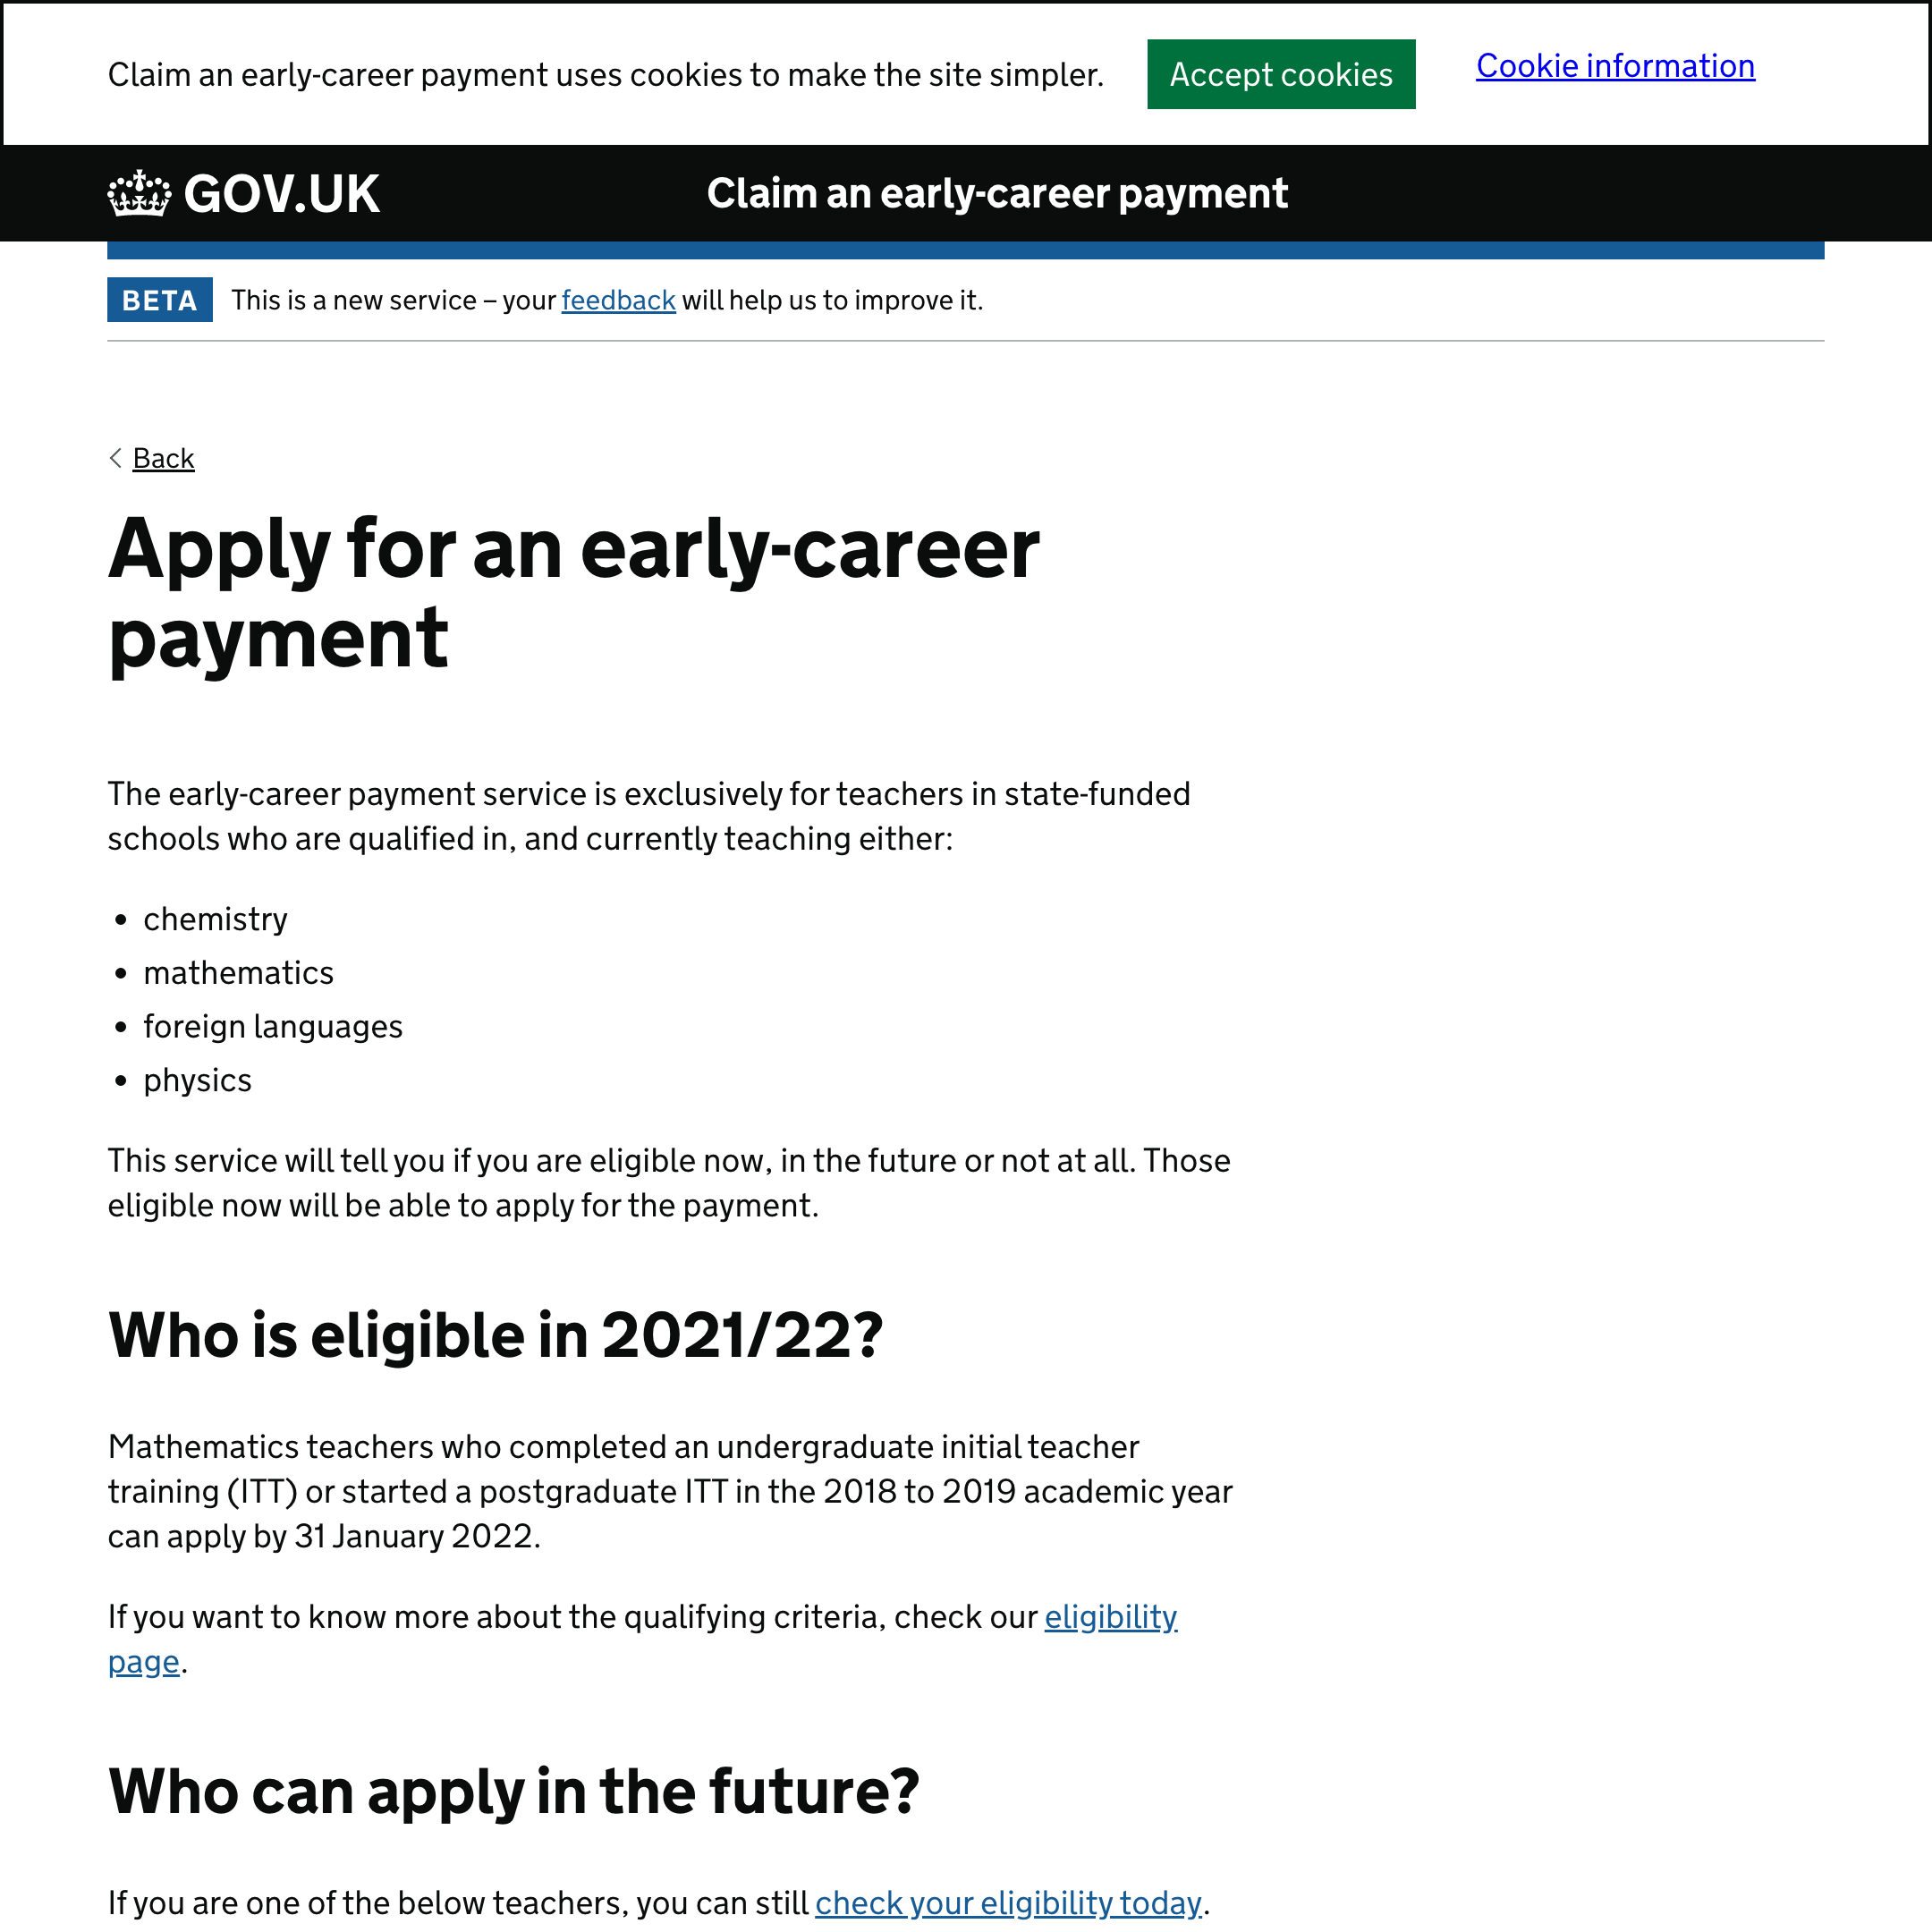 Claim an early-career payment uses cookies to make the site simpler.
Accept cookies
Cookie information
GOV.UK
Claim an early-career payment
BETA
This is a new service – your feedback will help us to improve it.
Back
Apply for an early-career
payment
The early-career payment service is exclusively for teachers in state-funded
schools who are qualified in, and currently teaching either:
• chemistry
• mathematics
• foreign languages
• physics
This service will tell you if you are eligible now, in the future or not at all. Those
eligible now will be able to apply for the payment.
Who is eligible in 2021/22?
Mathematics teachers who completed an undergraduate initial teacher
training (ITT) or started a postgraduate ITT in the 2018 to 2019 academic year
can apply by 31 January 2022.
If you want to know more about the qualifying criteria, check our eligibility
page.
Who can apply in the future?
If you are one of the below teachers, you can still check your eligibility today.